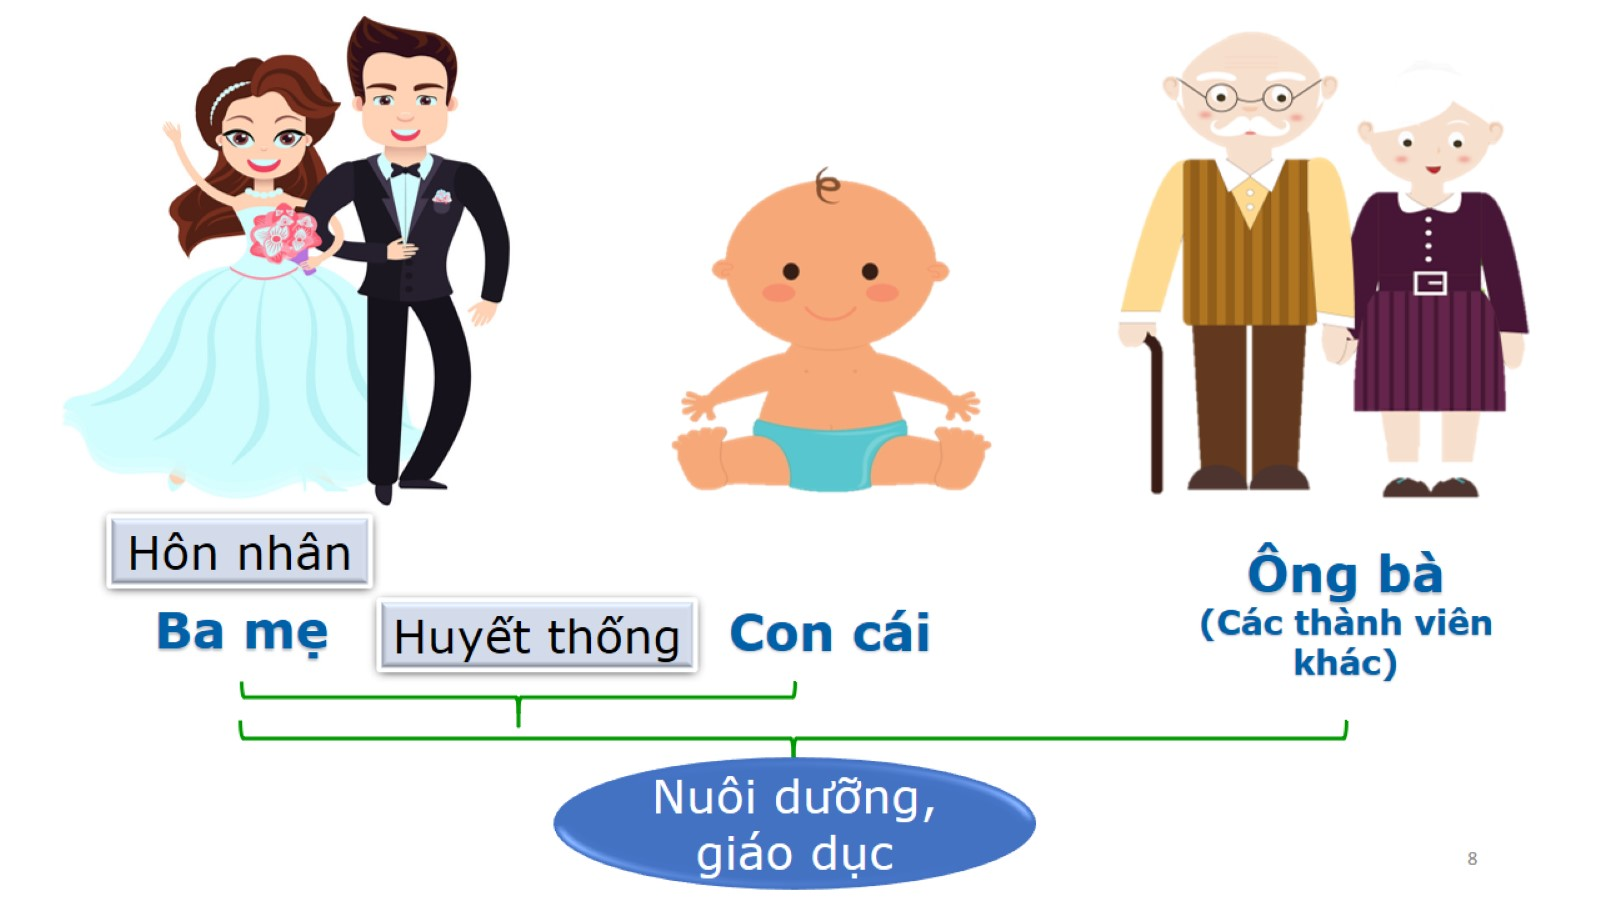 Hôn nhân
Ba mẹ
Huyết thống
Con cái
Ông bà
(Các thành viên
khác)
Nuôi dưỡng,
giáo dục
8